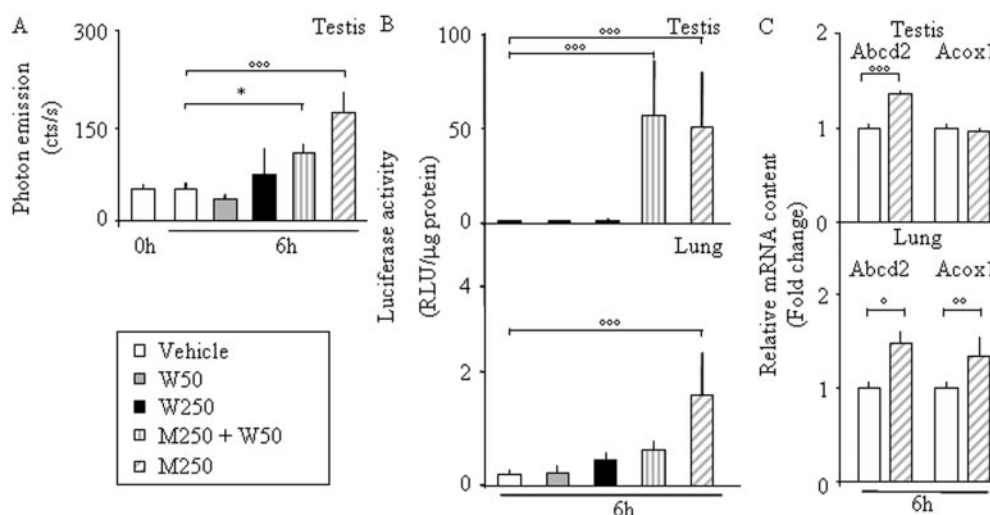 A
Testis
300
150
0
Photon emission
(cts/s)
°°°
*
0h
6h
Vehicle
W50
W250
M250 + W50
M250
B
Testis
100
50
0
°°°
°°°
Luciferase activity
(RLU/µg protein)
Lung
4
2
0
°°°
6h
C
Testis
Abcd2
Acox1
2
1
0
°°°
Relative mRNA content
(Fold change)
Lung
Abcd2
Acox1
2
1
0
°
°°
6h